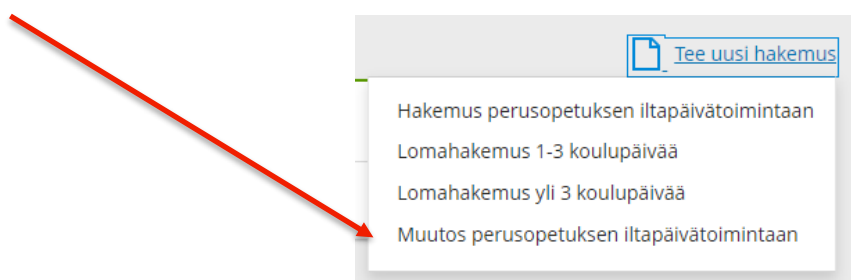 Tee uusi hakemus
Hakemus perusopetuksen iltapäivätoimintaan
Lomahakemus 1-3 koulupäivää
Lomahakemus yli 3 koulupäivää
Muutos perusopetuksen iltapäivätoimintaan